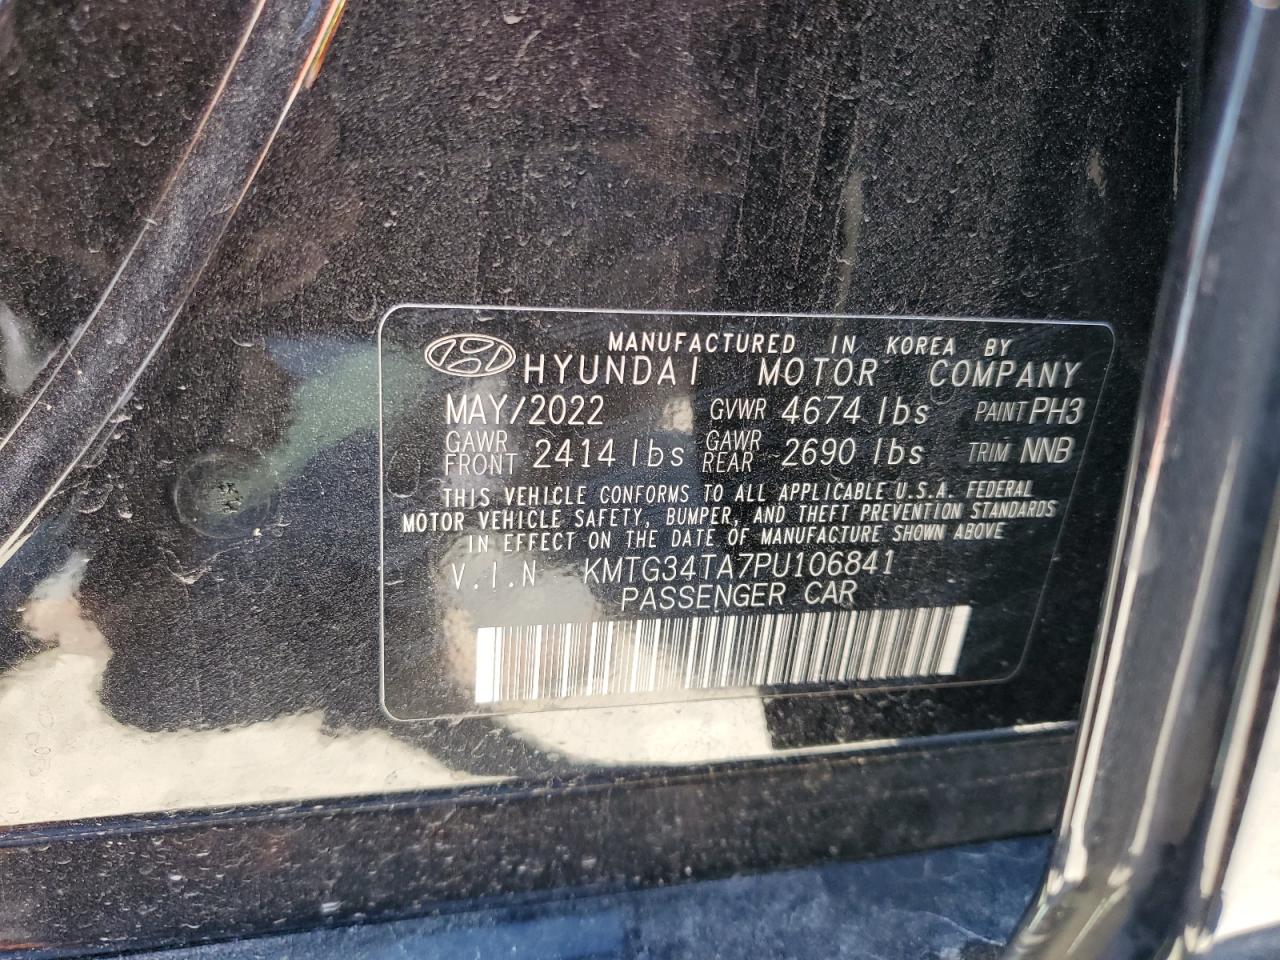 MANUFACTURED IN KOREA BY
HYUNDAI MOTOR COMPANY
MAY/2022 GVWR 4674 lbs PAINT PH3
GAWR FRONT 2414 lbs GAWR REAR 2690 lbs TRIM NNB
THIS VEHICLE CONFORMS TO ALL APPLICABLE U.S.A. FEDERAL
MOTOR VEHICLE SAFETY, BUMPER, AND THEFT PREVENTION STANDARDS
IN EFFECT ON THE DATE OF MANUFACTURE SHOWN ABOVE
V.I.N KMTG34TA7PU106841
PASSENGER CAR